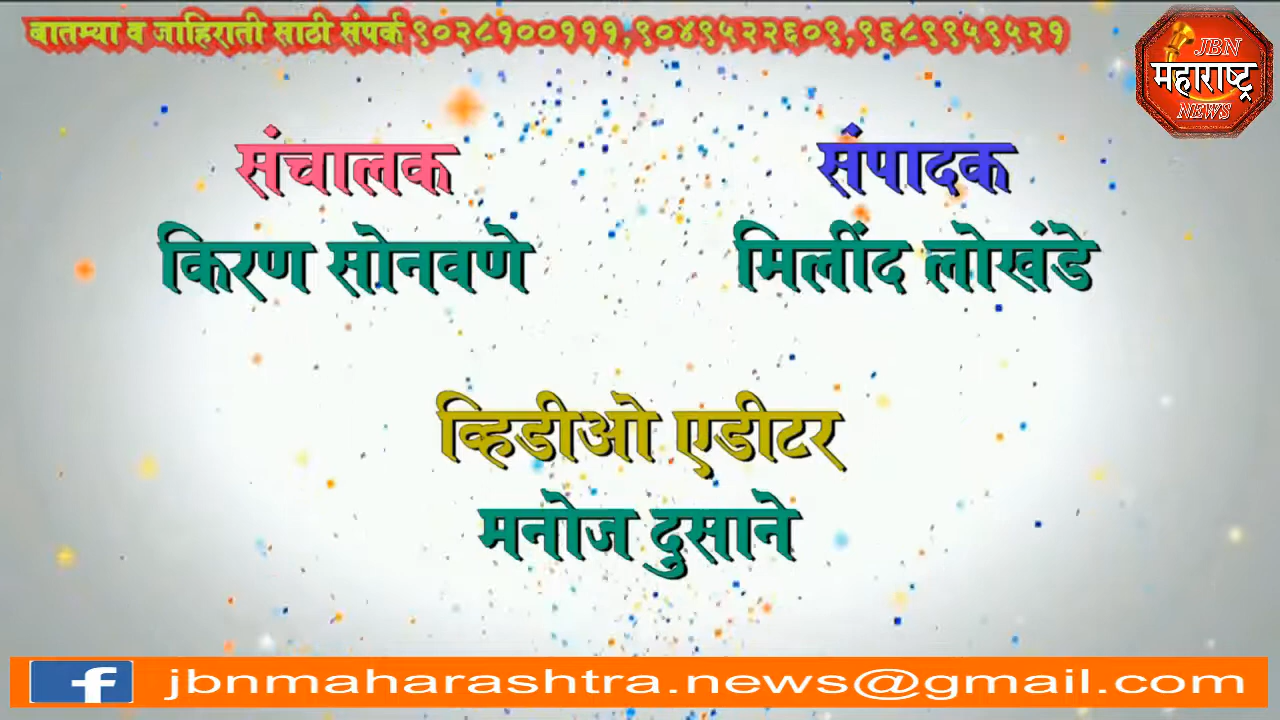 बातम्या व जाहिराती साठी संपर्क ९०२८१००१११,९०४९५२२६०९,९६८९९५९५२१
JBN
महाराष्ट्र
NEWS
संचालक
किरण सोनवणे
संपादक
मिलींद लोखंडे
व्हिडीओ एडीटर
मनोज दुसाने
f jbnmaharashtra.news@gmail.com